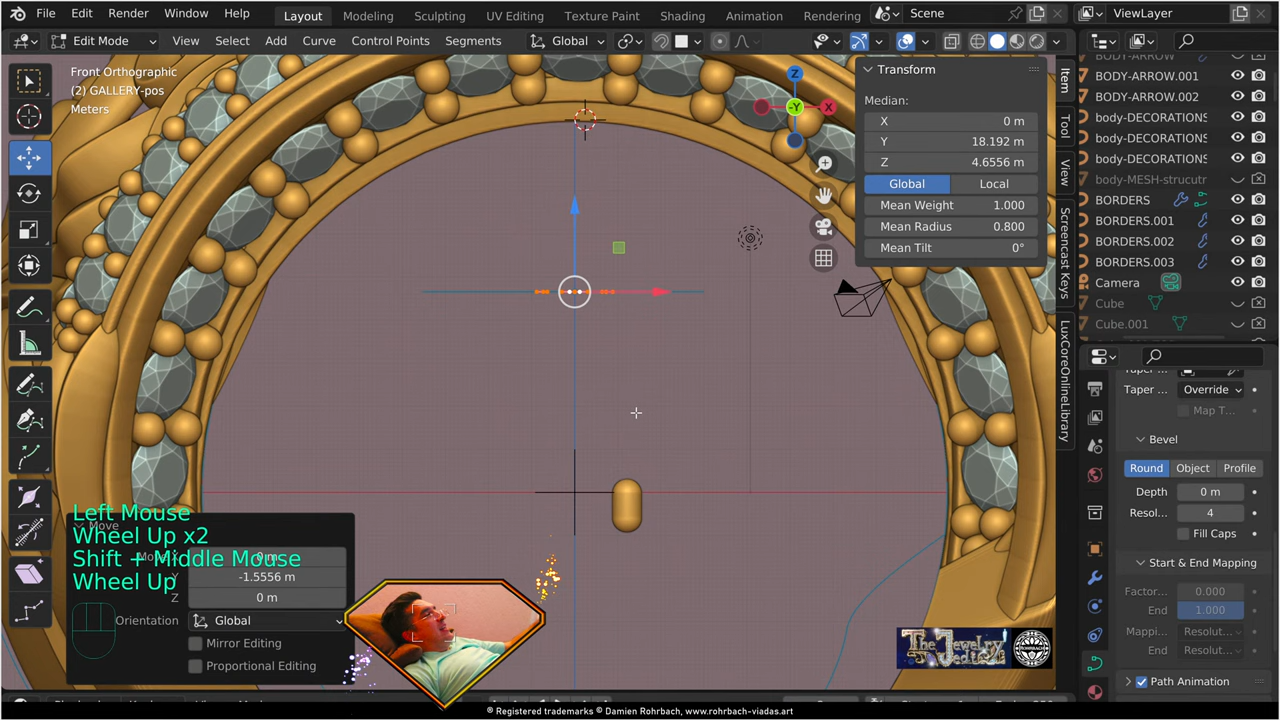 File Edit Render Window Help Layout Modeling Sculpting UV Editing Texture Paint Shading Animation Rendering Scene ViewLayer
Edit Mode View Select Add Curve Control Points Segments Global
Front Orthographic
(2) GALLERY-pos
Meters
Z
X
-Y
Transform
Median:
X 0 m
Y 18.192 m
Z 4.6556 m
Global Local
Mean Weight 1.000
Mean Radius 0.800
Mean Tilt 0°
Item
Tool
View
Screencast Keys
LuxCoreOnlineLibrary
BODY-ARROW.001
BODY-ARROW.002
body-DECORATIONS
body-DECORATIONS
body-DECORATIONS
body-MESH-strucutr
BORDERS
BORDERS.001
BORDERS.002
BORDERS.003
Camera
Cube
Cube.001
Taper ... Override
Map T...
Bevel
Round Object Profile
Depth 0 m
Resol... 4
Fill Caps
Start & End Mapping
Factor... 0.000
End 1.000
Mappi... Resolut...
End Resolut...
Path Animation
Left Mouse
Wheel Up x2
Shift + Middle Mouse
Wheel Up
Move
Move X 0 m
Y -1.5556 m
Z 0 m
Orientation Global
Mirror Editing
Proportional Editing
The Jewelry
® Registered trademarks © Damien Rohrbach, www.rohrbach-viadas.art